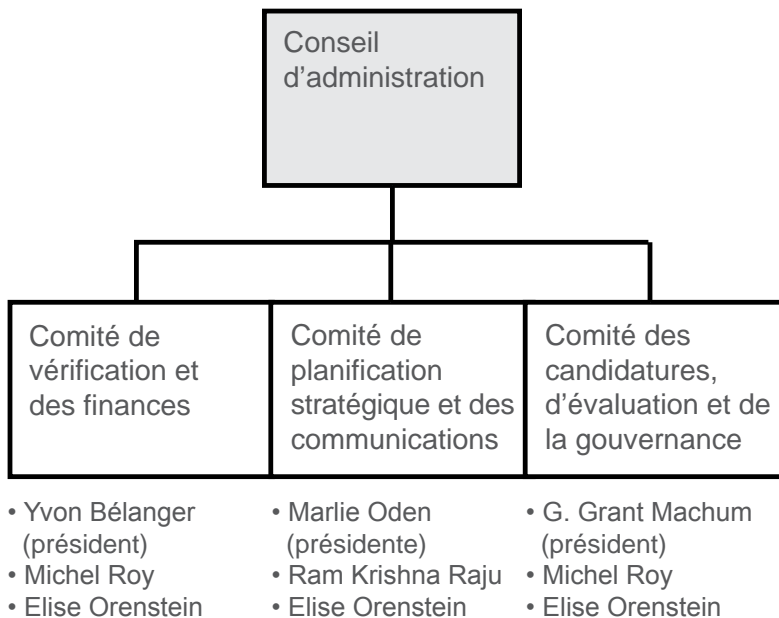 Conseil
d’administration
Comité de
vérification et
des finances
Comité de
planification
stratégique et des
communications
Comité des
candidatures,
d’évaluation et de
la gouvernance
• Yvon Bélanger
(président)
• Michel Roy
• Elise Orenstein
• Marlie Oden
(présidente)
• Ram Krishna Raju
• Elise Orenstein
• G. Grant Machum
(président)
• Michel Roy
• Elise Orenstein